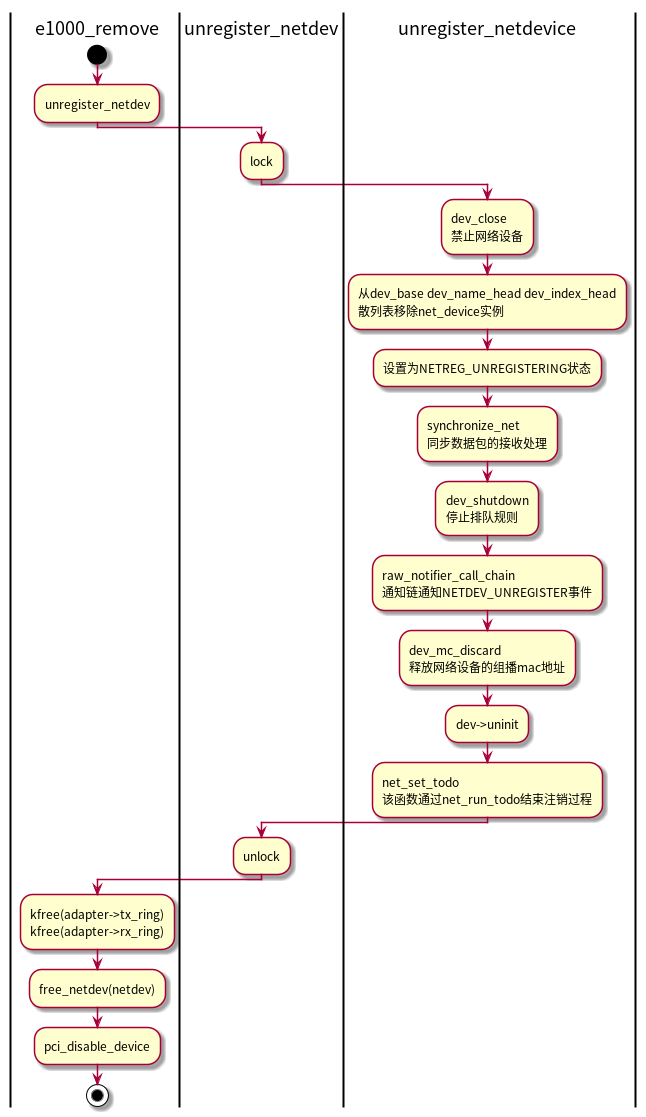 e1000_remove
unregister_netdev
unregister_netdevice
unregister_netdev
lock
dev_close
禁止网络设备
从dev_base dev_name_head dev_index_head
散列表移除net_device实例
设置为NETREG_UNREGISTERING状态
synchronize_net
同步数据包的接收处理
dev_shutdown
停止排队规则
raw_notifier_call_chain
通知链通知NETDEV_UNREGISTER事件
dev_mc_discard
释放网络设备的组播mac地址
dev->uninit
net_set_todo
该函数通过net_run_todo结束注销过程
unlock
kfree(adapter->tx_ring)
kfree(adapter->rx_ring)
free_netdev(netdev)
pci_disable_device